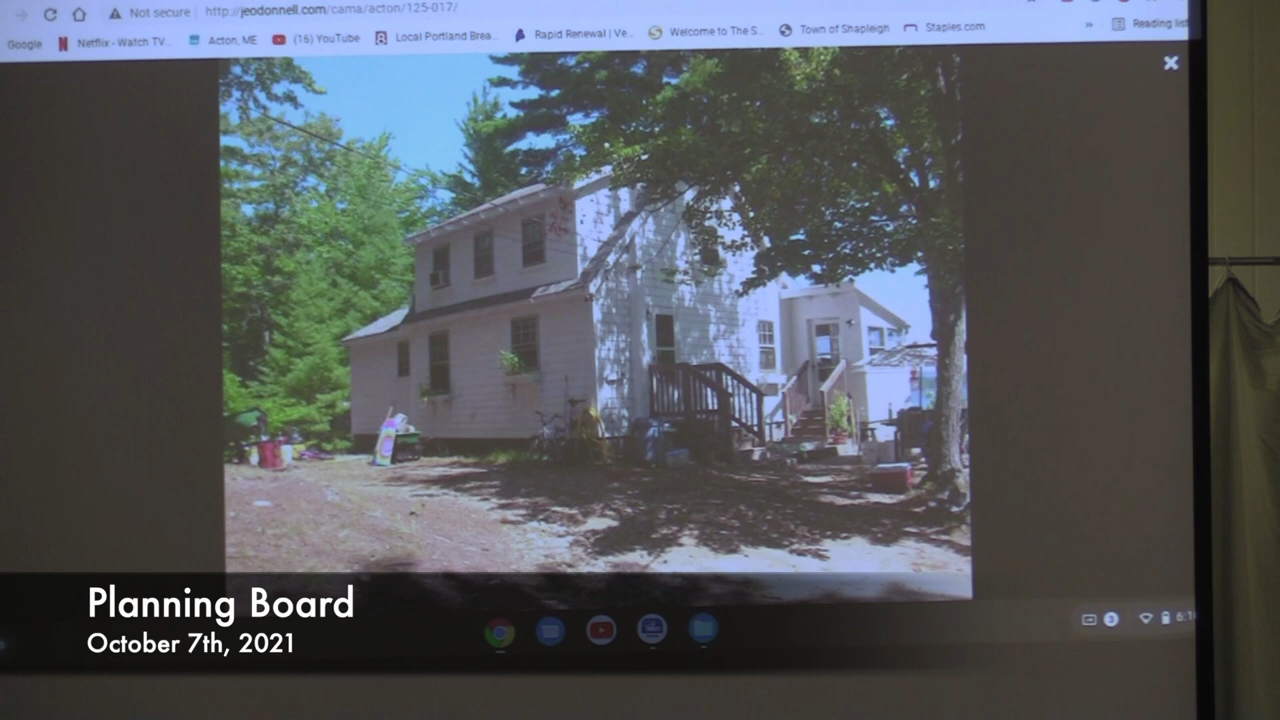 Not secure http://jeodonnell.com/cama/acton/125-017/
Google Netflix - Watch TV... Acton, ME (16) YouTube Local Portland Brea... Rapid Renewal | Ve... Welcome to The S... Town of Shapleigh Staples.com » Reading list
Planning Board
October 7th, 2021
3